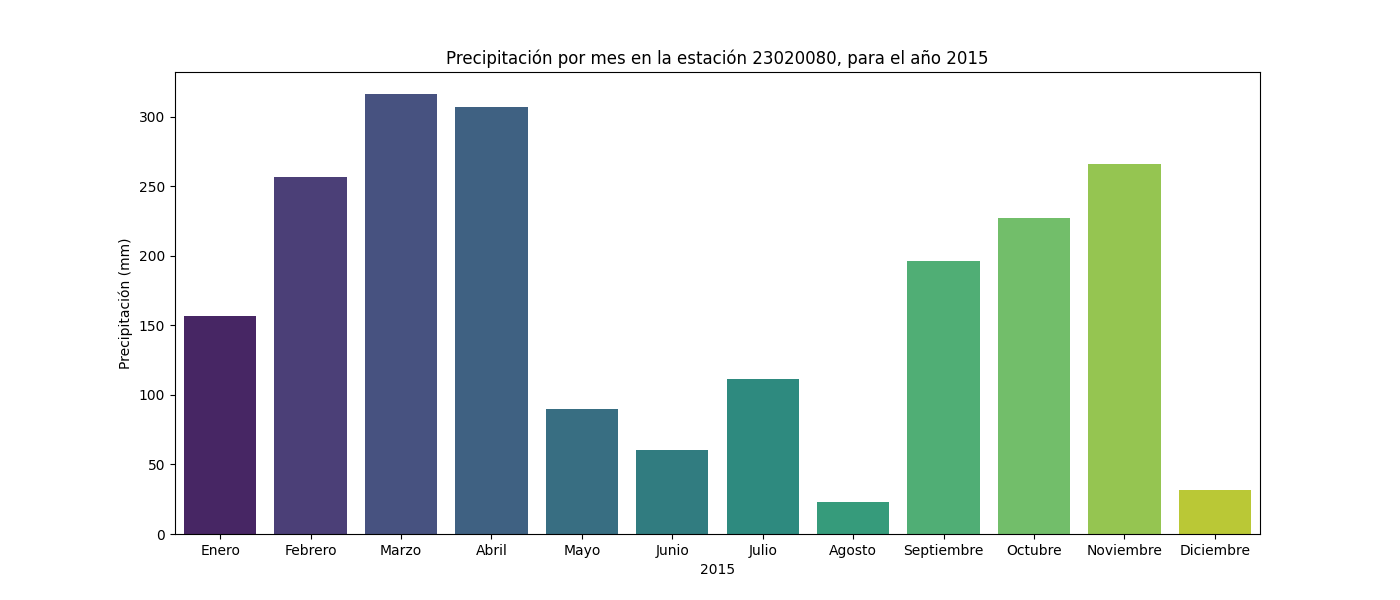 Precipitación por mes en la estación 23020080, para el año 2015
Precipitación (mm)
300
250
200
150
100
50
0
Enero Febrero Marzo Abril Mayo Junio Julio Agosto Septiembre Octubre Noviembre Diciembre
2015